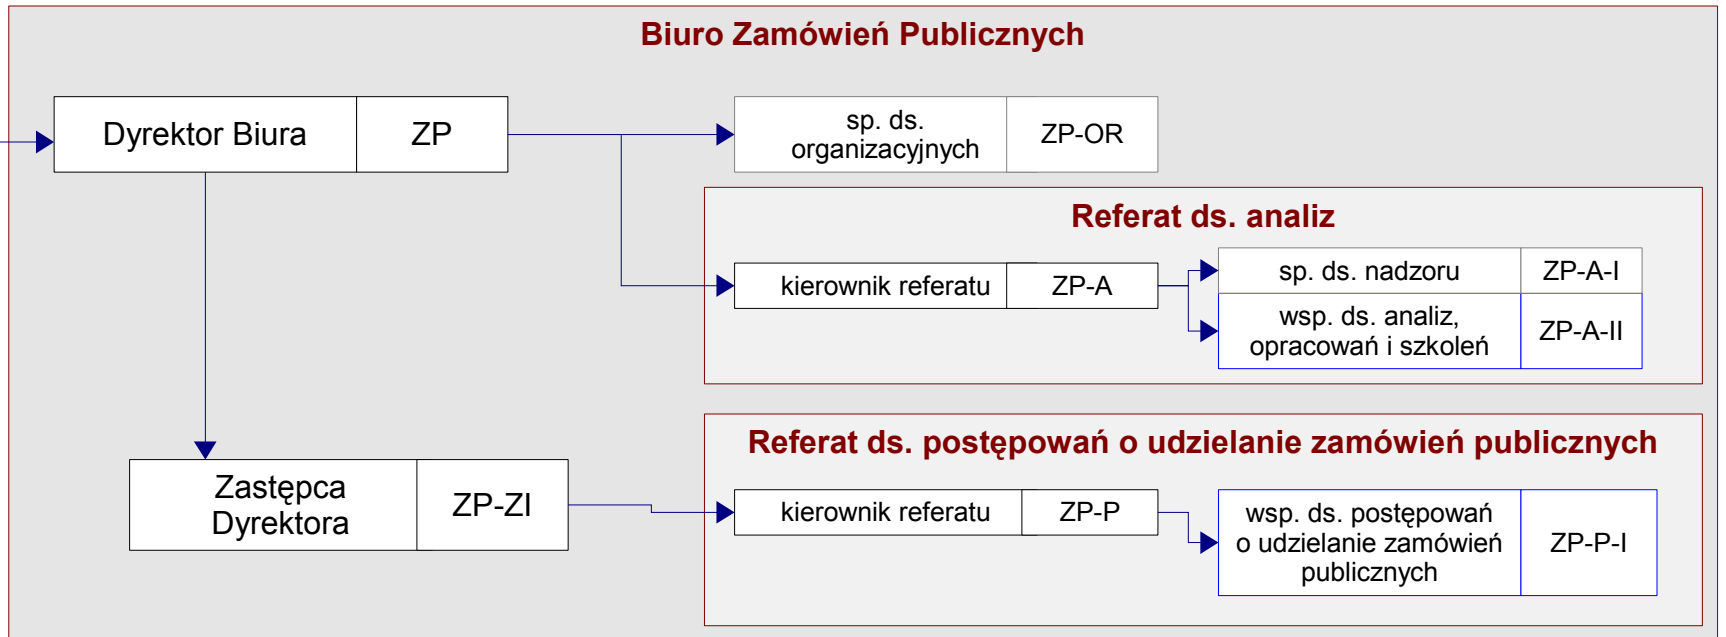 Biuro Zamówień Publicznych
Dyrektor Biura
ZP
sp. ds.
organizacyjnych
ZP-OR
Referat ds. analiz
kierownik referatu
ZP-A
sp. ds. nadzoru
ZP-A-I
wsp. ds. analiz,
opracowań i szkoleń
ZP-A-II
Zastępca
Dyrektora
ZP-ZI
Referat ds. postępowań o udzielanie zamówień publicznych
kierownik referatu
ZP-P
wsp. ds. postępowań
o udzielanie zamówień
publicznych
ZP-P-I